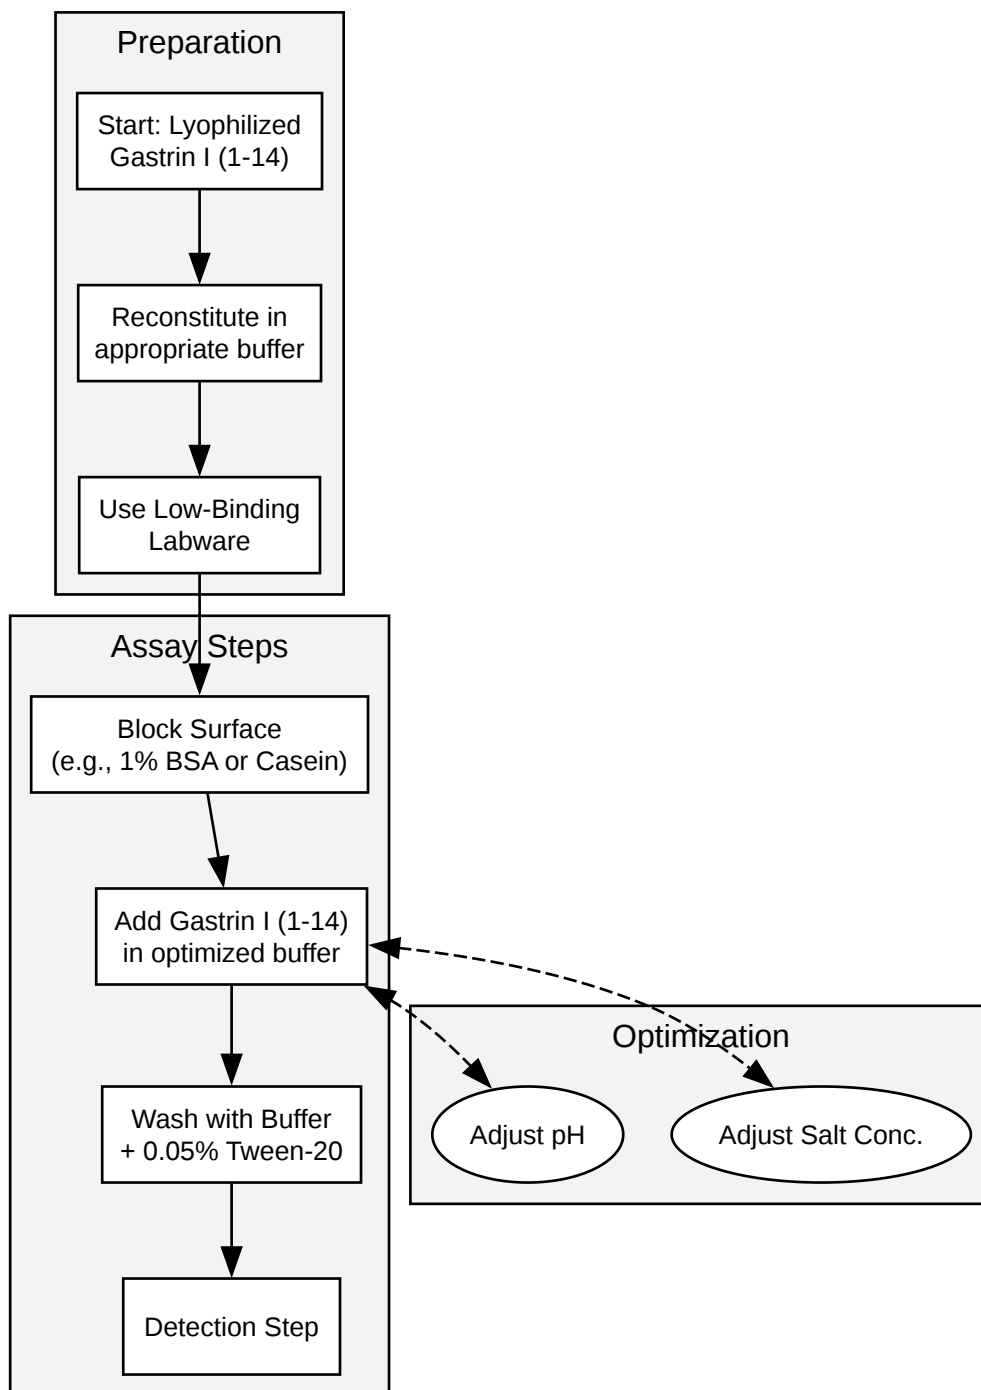 Preparation
Start: Lyophilized
Gastrin I (1-14)
Reconstitute in
appropriate buffer
Use Low-Binding
Labware
Assay Steps
Block Surface
(e.g., 1% BSA or Casein)
Add Gastrin I (1-14)
in optimized buffer
Optimization
Adjust pH
Adjust Salt Conc.
Wash with Buffer
+ 0.05% Tween-20
Detection Step